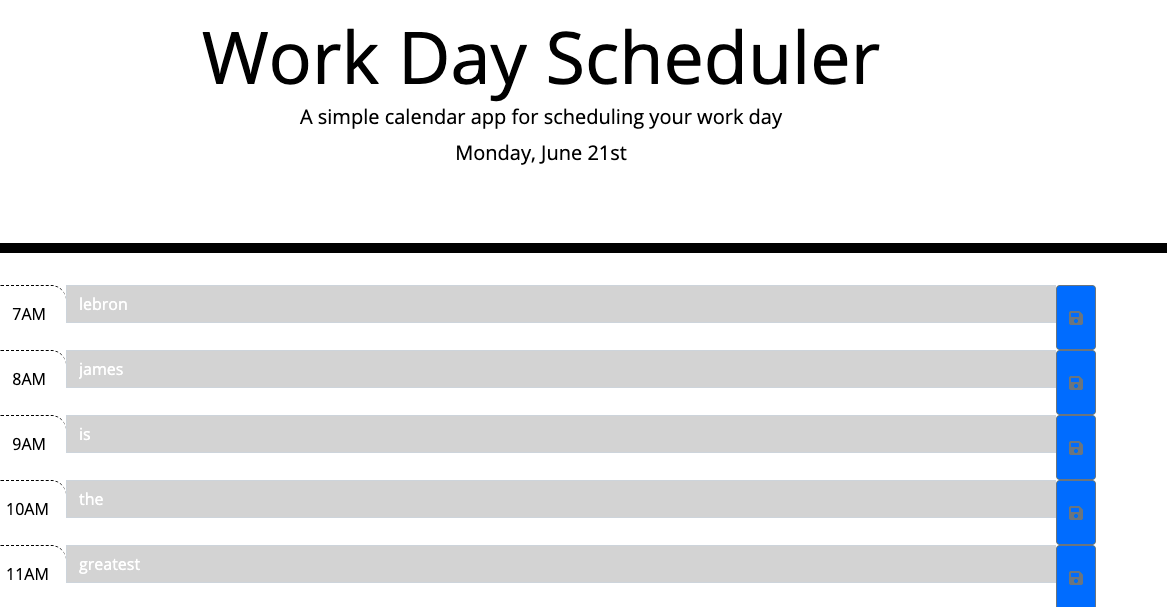 Work Day Scheduler
A simple calendar app for scheduling your work day
Monday, June 21st
7AM lebron
8AM james
9AM is
10AM the
11AM greatest